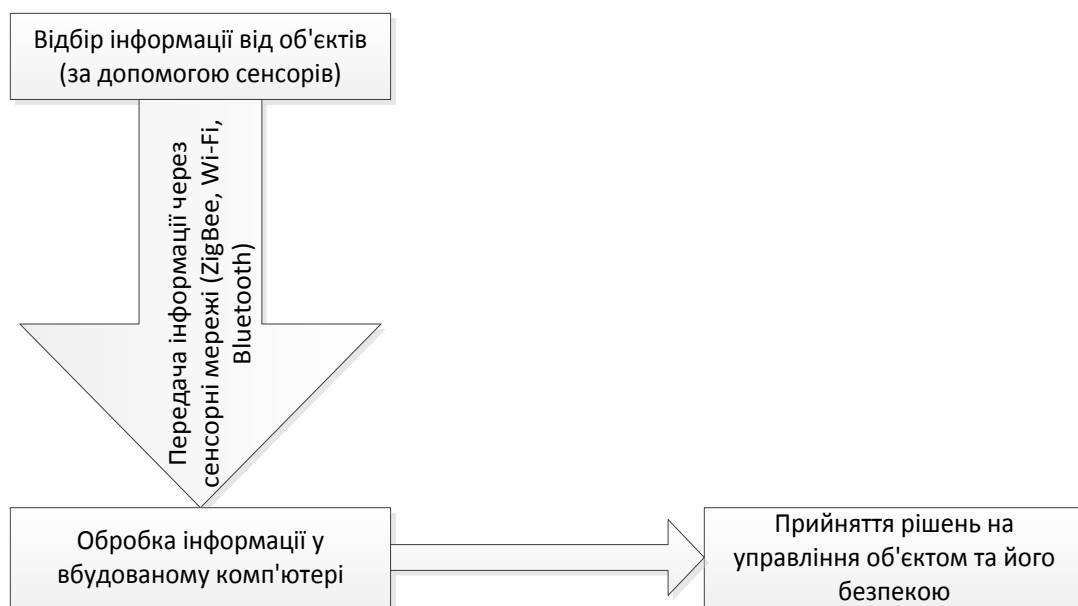 Відбір інформації від об'єктів
(за допомогою сенсорів)
Передача інформації через
сенсорні мережі (ZigBee, Wi-Fi,
Bluetooth)
Обробка інформації у
вбудованому комп'ютері
Прийняття рішень на
управління об'єктом та його
безпекою